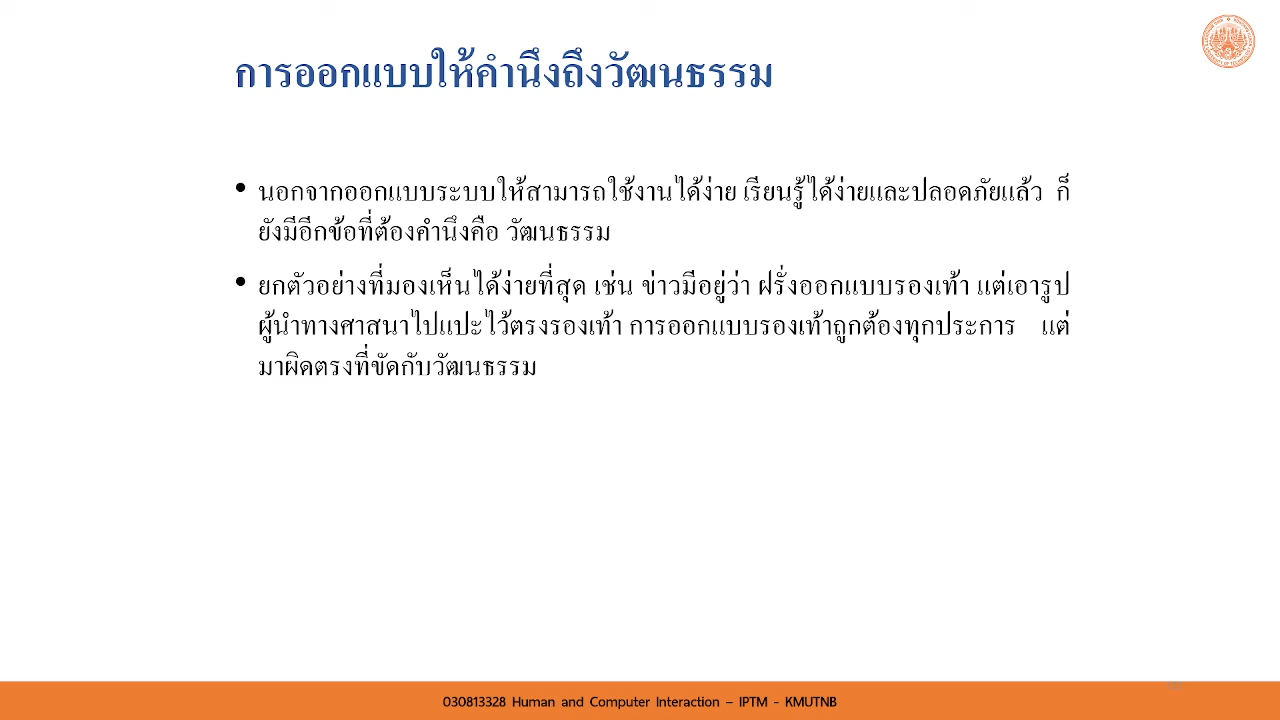 การออกแบบให้คำนึงถึงวัฒนธรรม
• นอกจากออกแบบระบบให้สามารถใช้งานได้ง่าย เรียนรู้ได้ง่ายและปลอดภัยแล้ว ก็
ยังมีอีกข้อที่ต้องคำนึงคือ วัฒนธรรม
• ยกตัวอย่างที่มองเห็นได้ง่ายที่สุด เช่น ข่าวมีอยู่ว่า ฝรั่งออกแบบรองเท้า แต่เอารูป
ผู้นำทางศาสนาไปแปะไว้ตรงรองเท้า การออกแบบรองเท้าถูกต้องทุกประการ แต่
มาผิดตรงที่ขัดกับวัฒนธรรม
030813328 Human and Computer Interaction – IPTM - KMUTNB